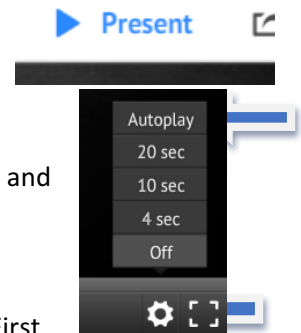 Present
Autoplay
20 sec
and
10 sec
4 sec
Off
First